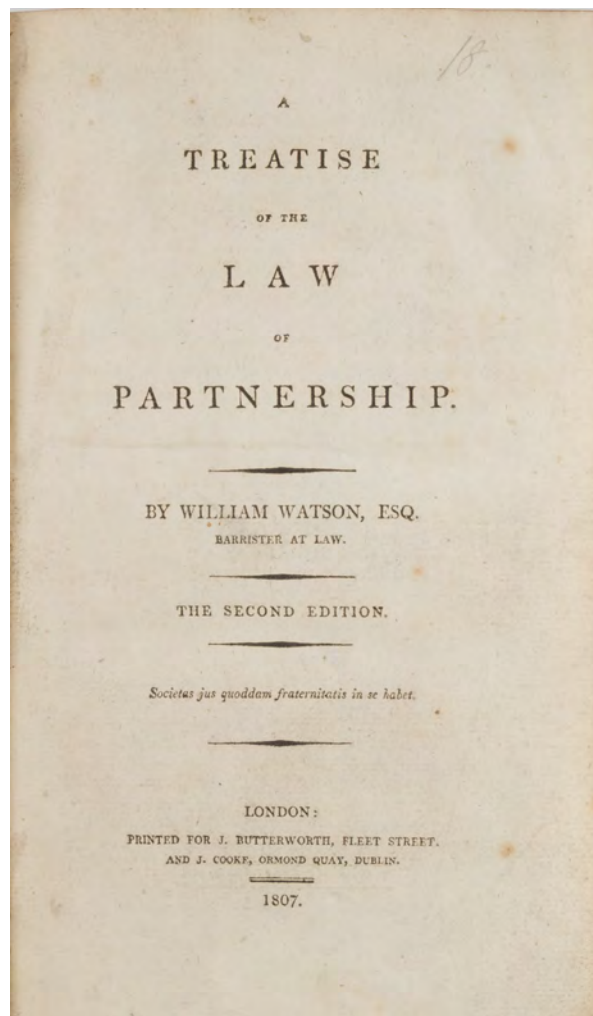 18.
A
TREATISE
OF THE
LAW
OF
PARTNERSHIP.
BY WILLIAM WATSON, ESQ.
BARRISTER AT LAW.
THE SECOND EDITION.
Societas jus quoddam fraternitatis in se habet.
LONDON:
PRINTED FOR J. BUTTERWORTH, FLEET STREET.
AND J. COOKE, ORMOND QUAY, DUBLIN.
1807.